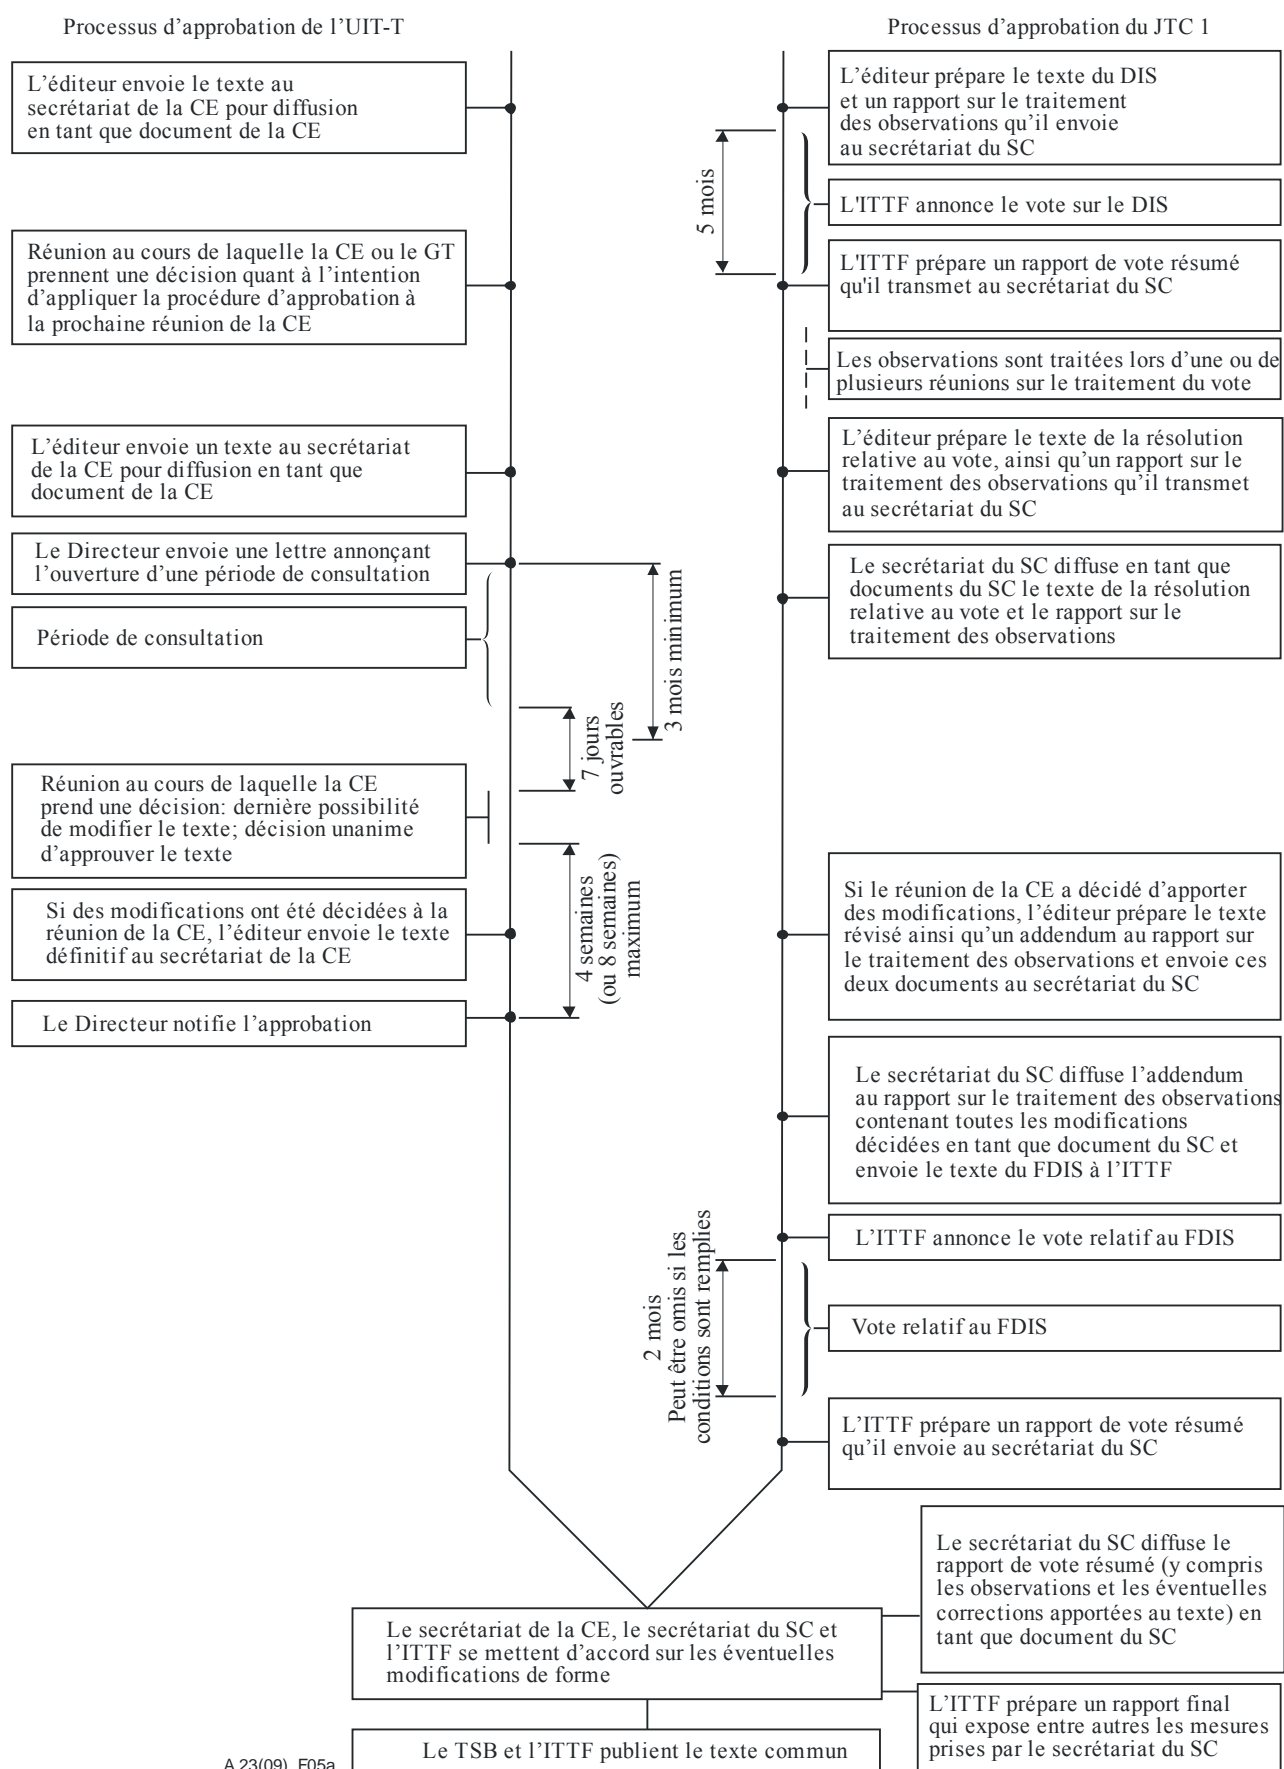 Processus d'approbation de l'UIT-T
L'éditeur envoie le texte au
secrétariat de la CE pour diffusion
en tant que document de la CE
Réunion au cours de laquelle la CE ou le GT
prennent une décision quant à l'intention
d'appliquer la procédure d'approbation à
la prochaine réunion de la CE
L'éditeur envoie un texte au secrétariat
de la CE pour diffusion en tant que
document de la CE
Le Directeur envoie une lettre annonçant
l'ouverture d'une période de consultation
Période de consultation
Réunion au cours de laquelle la CE
prend une décision: dernière possibilité
de modifier le texte; décision unanime
d'approuver le texte
Si des modifications ont été décidées à la
réunion de la CE, l'éditeur envoie le texte
définitif au secrétariat de la CE
Le Directeur notifie l'approbation
3 mois minimum
7 jours
ouvrables
4 semaines
(ou 8 semaines)
maximum
Processus d'approbation du JTC 1
L'éditeur prépare le texte du DIS
et un rapport sur le traitement
des observations qu'il envoie
au secrétariat du SC
5 mois
L'ITTF annonce le vote sur le DIS
L'ITTF prépare un rapport de vote résumé
qu'il transmet au secrétariat du SC
Les observations sont traitées lors d'une ou de
plusieurs réunions sur le traitement du vote
L'éditeur prépare le texte de la résolution
relative au vote, ainsi qu'un rapport sur le
traitement des observations qu'il transmet
au secrétariat du SC
Le secrétariat du SC diffuse en tant que
documents du SC le texte de la résolution
relative au vote et le rapport sur le
traitement des observations
Si le réunion de la CE a décidé d'apporter
des modifications, l'éditeur prépare le texte
révisé ainsi qu'un addendum au rapport sur
le traitement des observations et envoie ces
deux documents au secrétariat du SC
Le secrétariat du SC diffuse l'addendum
au rapport sur le traitement des observations
contenant toutes les modifications
décidées en tant que document du SC et
envoie le texte du FDIS à l'ITTF
L'ITTF annonce le vote relatif au FDIS
2 mois
Peut être omis si les
conditions sont remplies
Vote relatif au FDIS
L'ITTF prépare un rapport de vote résumé
qu'il envoie au secrétariat du SC
Le secrétariat du SC diffuse le
rapport de vote résumé (y compris
les observations et les éventuelles
corrections apportées au texte) en
tant que document du SC
Le secrétariat de la CE, le secrétariat du SC et
l'ITTF se mettent d'accord sur les éventuelles
modifications de forme
L'ITTF prépare un rapport final
qui expose entre autres les mesures
prises par le secrétariat du SC
Le TSB et l'ITTF publient le texte commun
A.23(09)_F05a